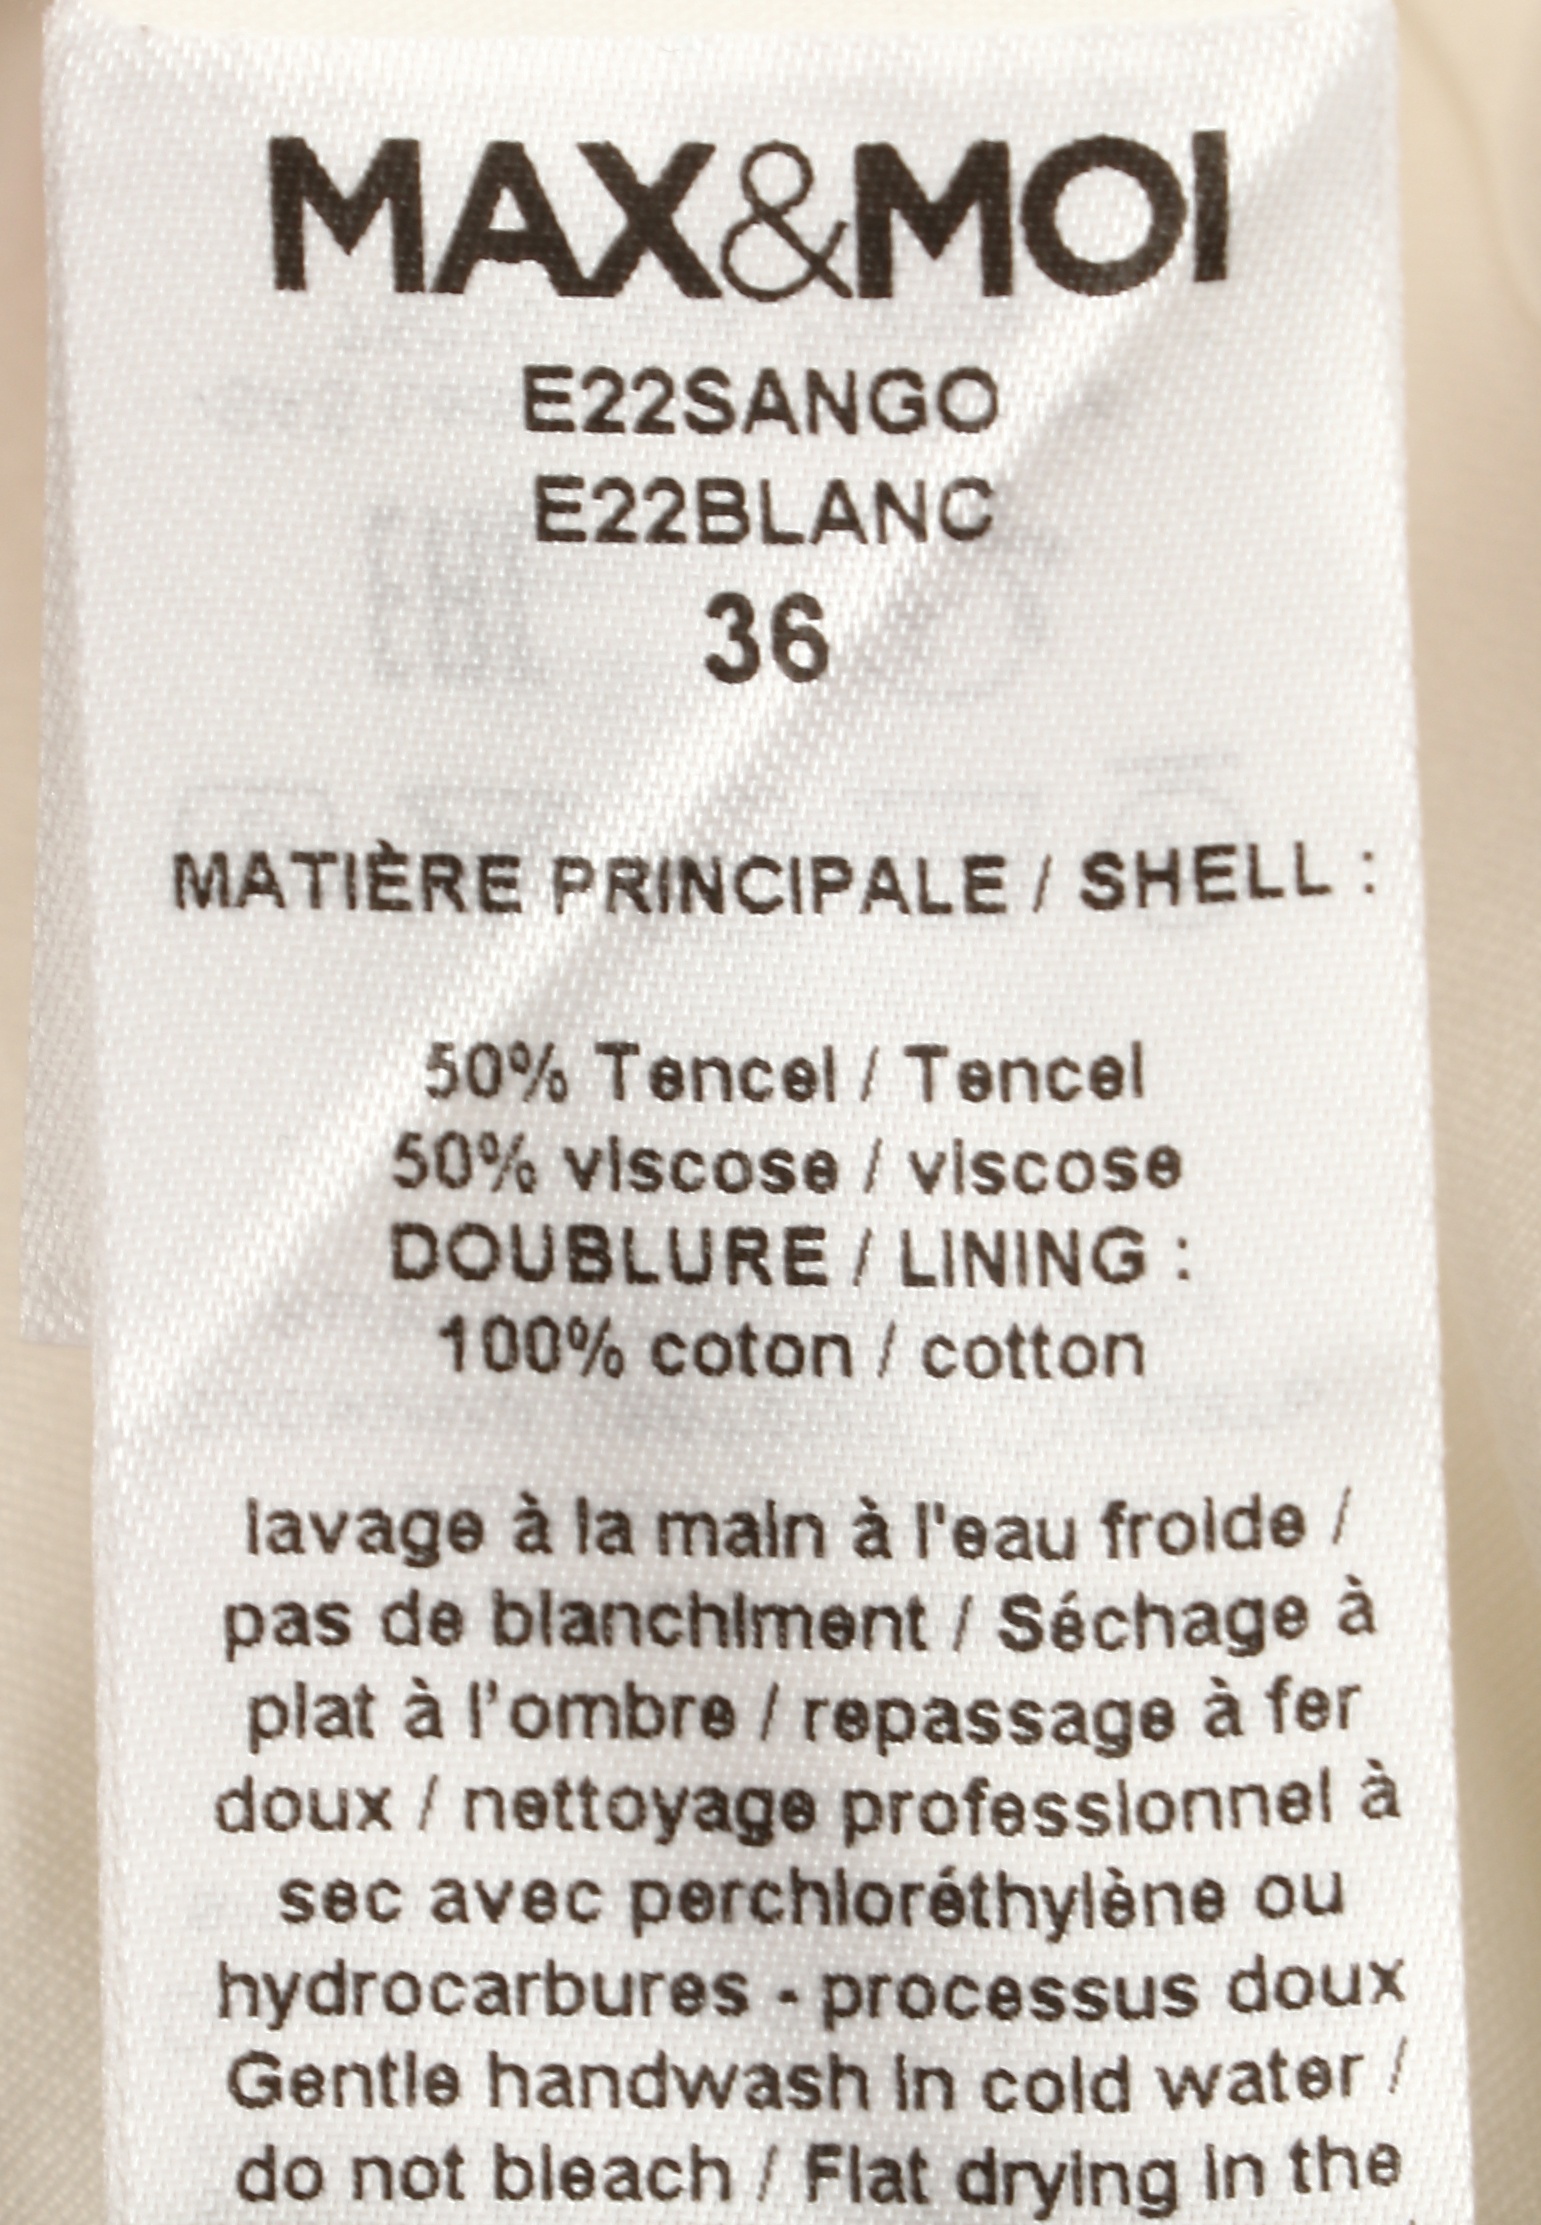 MAX&MOI
E22SANGO
E22BLANC
36
MATIÈRE PRINCIPALE / SHELL :
50% Tencel / Tencel
50% viscose / viscose
DOUBLURE / LINING :
100% coton / cotton
lavage à la main à l'eau froide /
pas de blanchiment / Séchage à
plat à l'ombre / repassage à fer
doux / nettoyage professionnel à
sec avec perchloréthylène ou
hydrocarbures - processus doux
Gentle handwash in cold water /
do not bleach / Flat drying in the